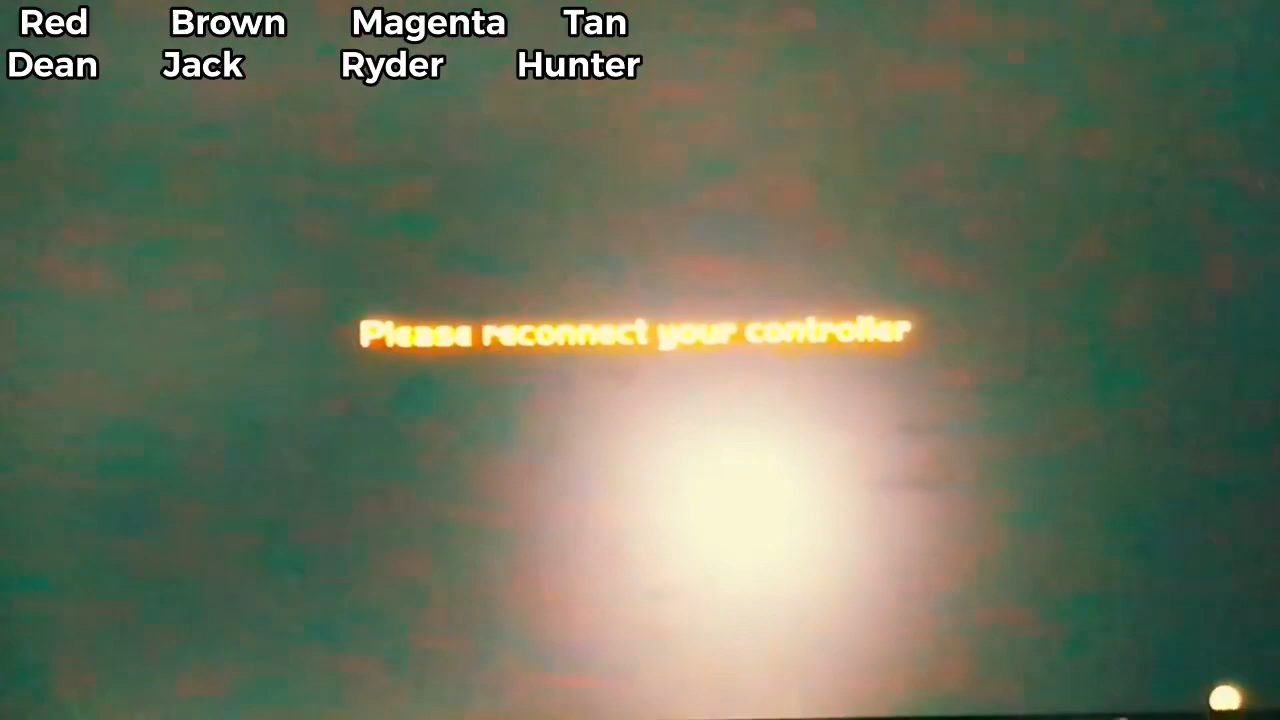 Red Brown Magenta Tan
Dean Jack Ryder Hunter
Please reconnect your controller